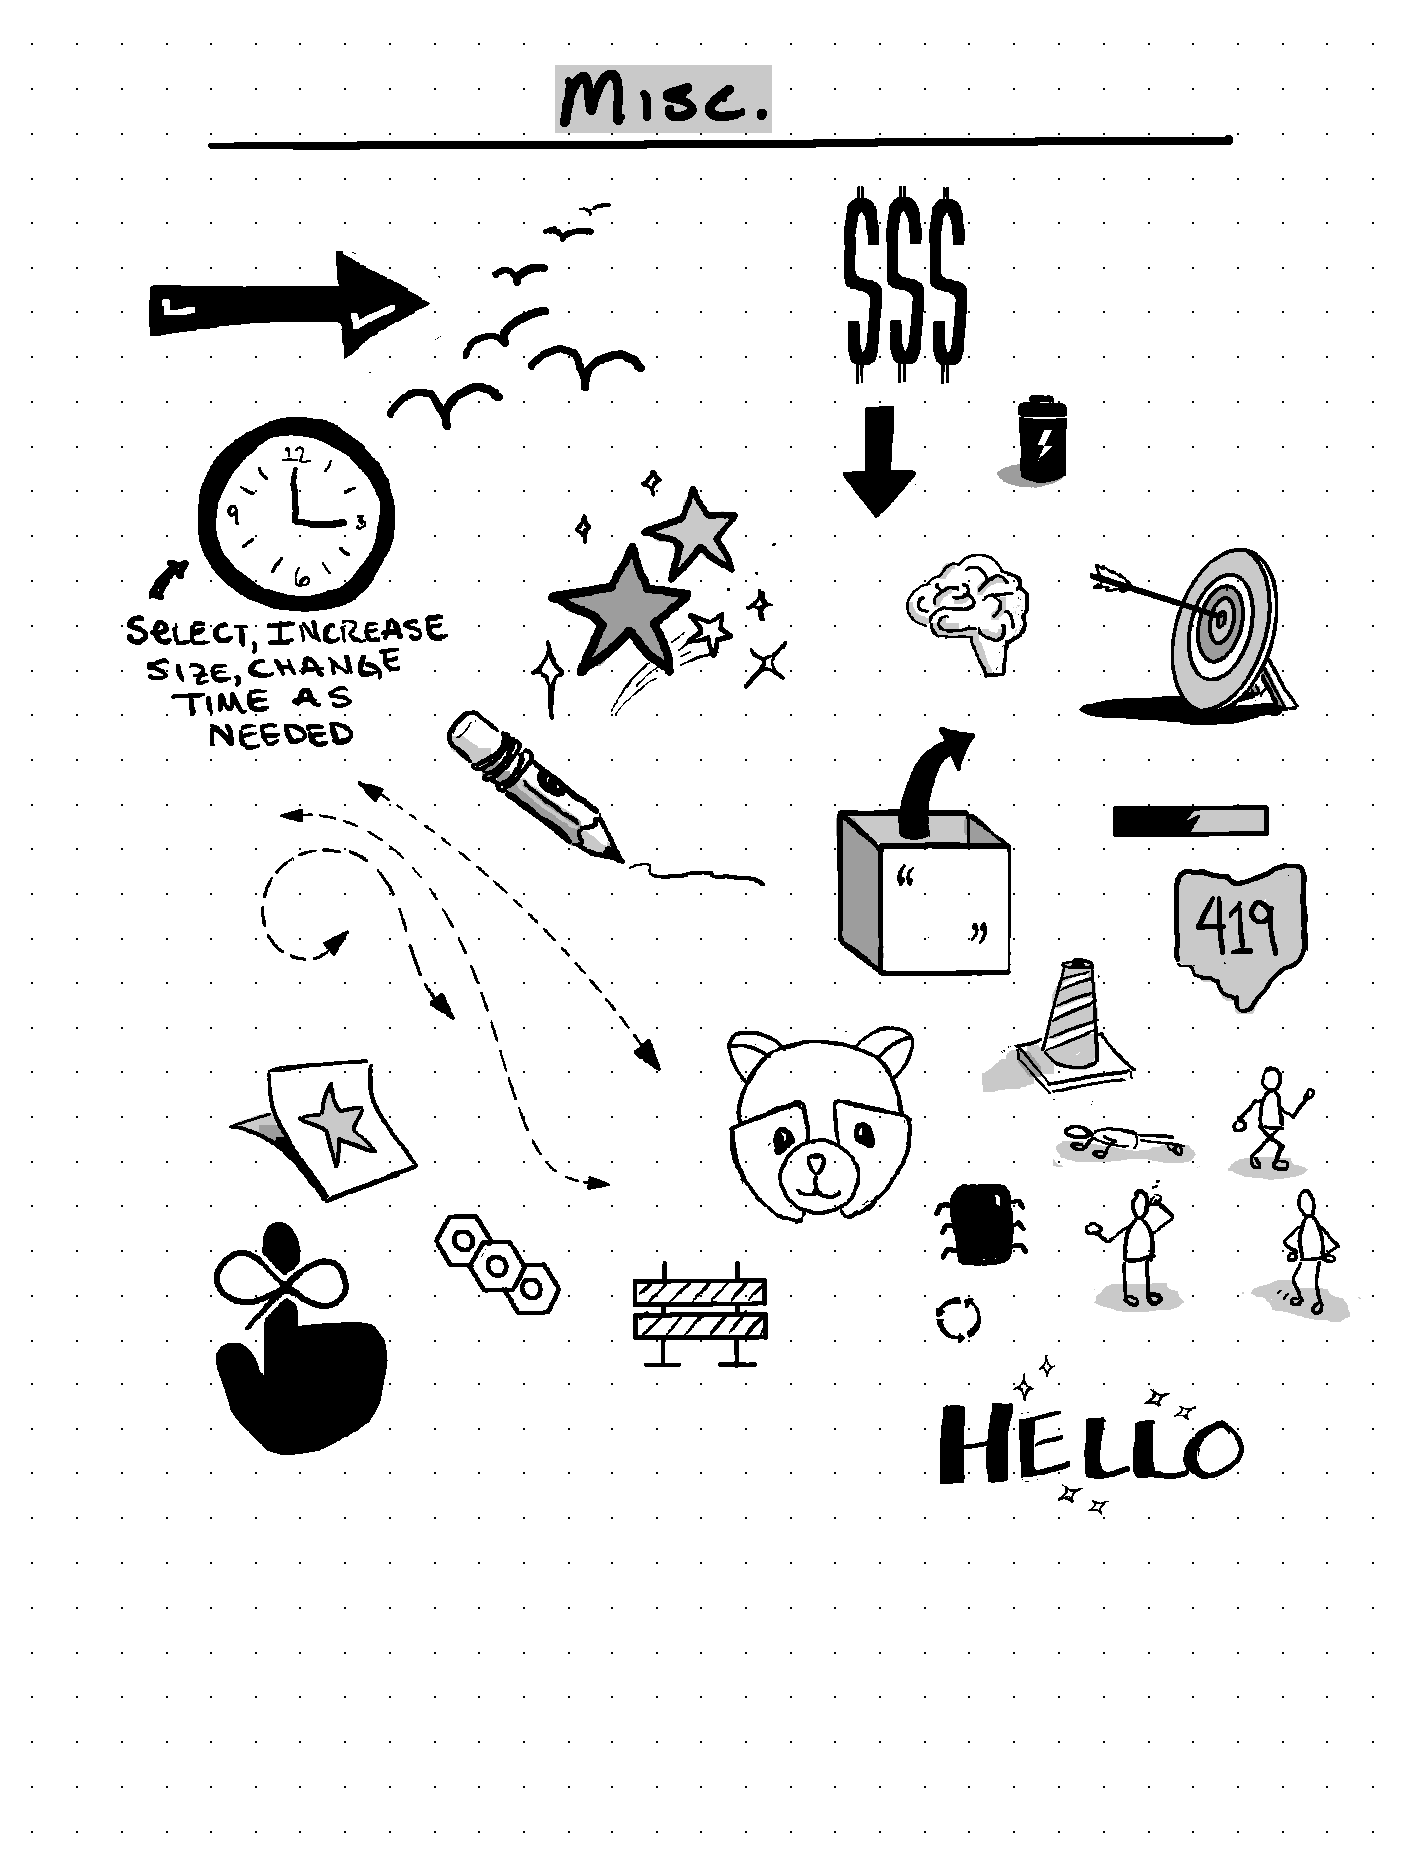 Misc.
$$$
12
9
3
6
SELECT, INCREASE
SIZE, CHANGE
TIME AS
NEEDED
“
”
419
HELLO